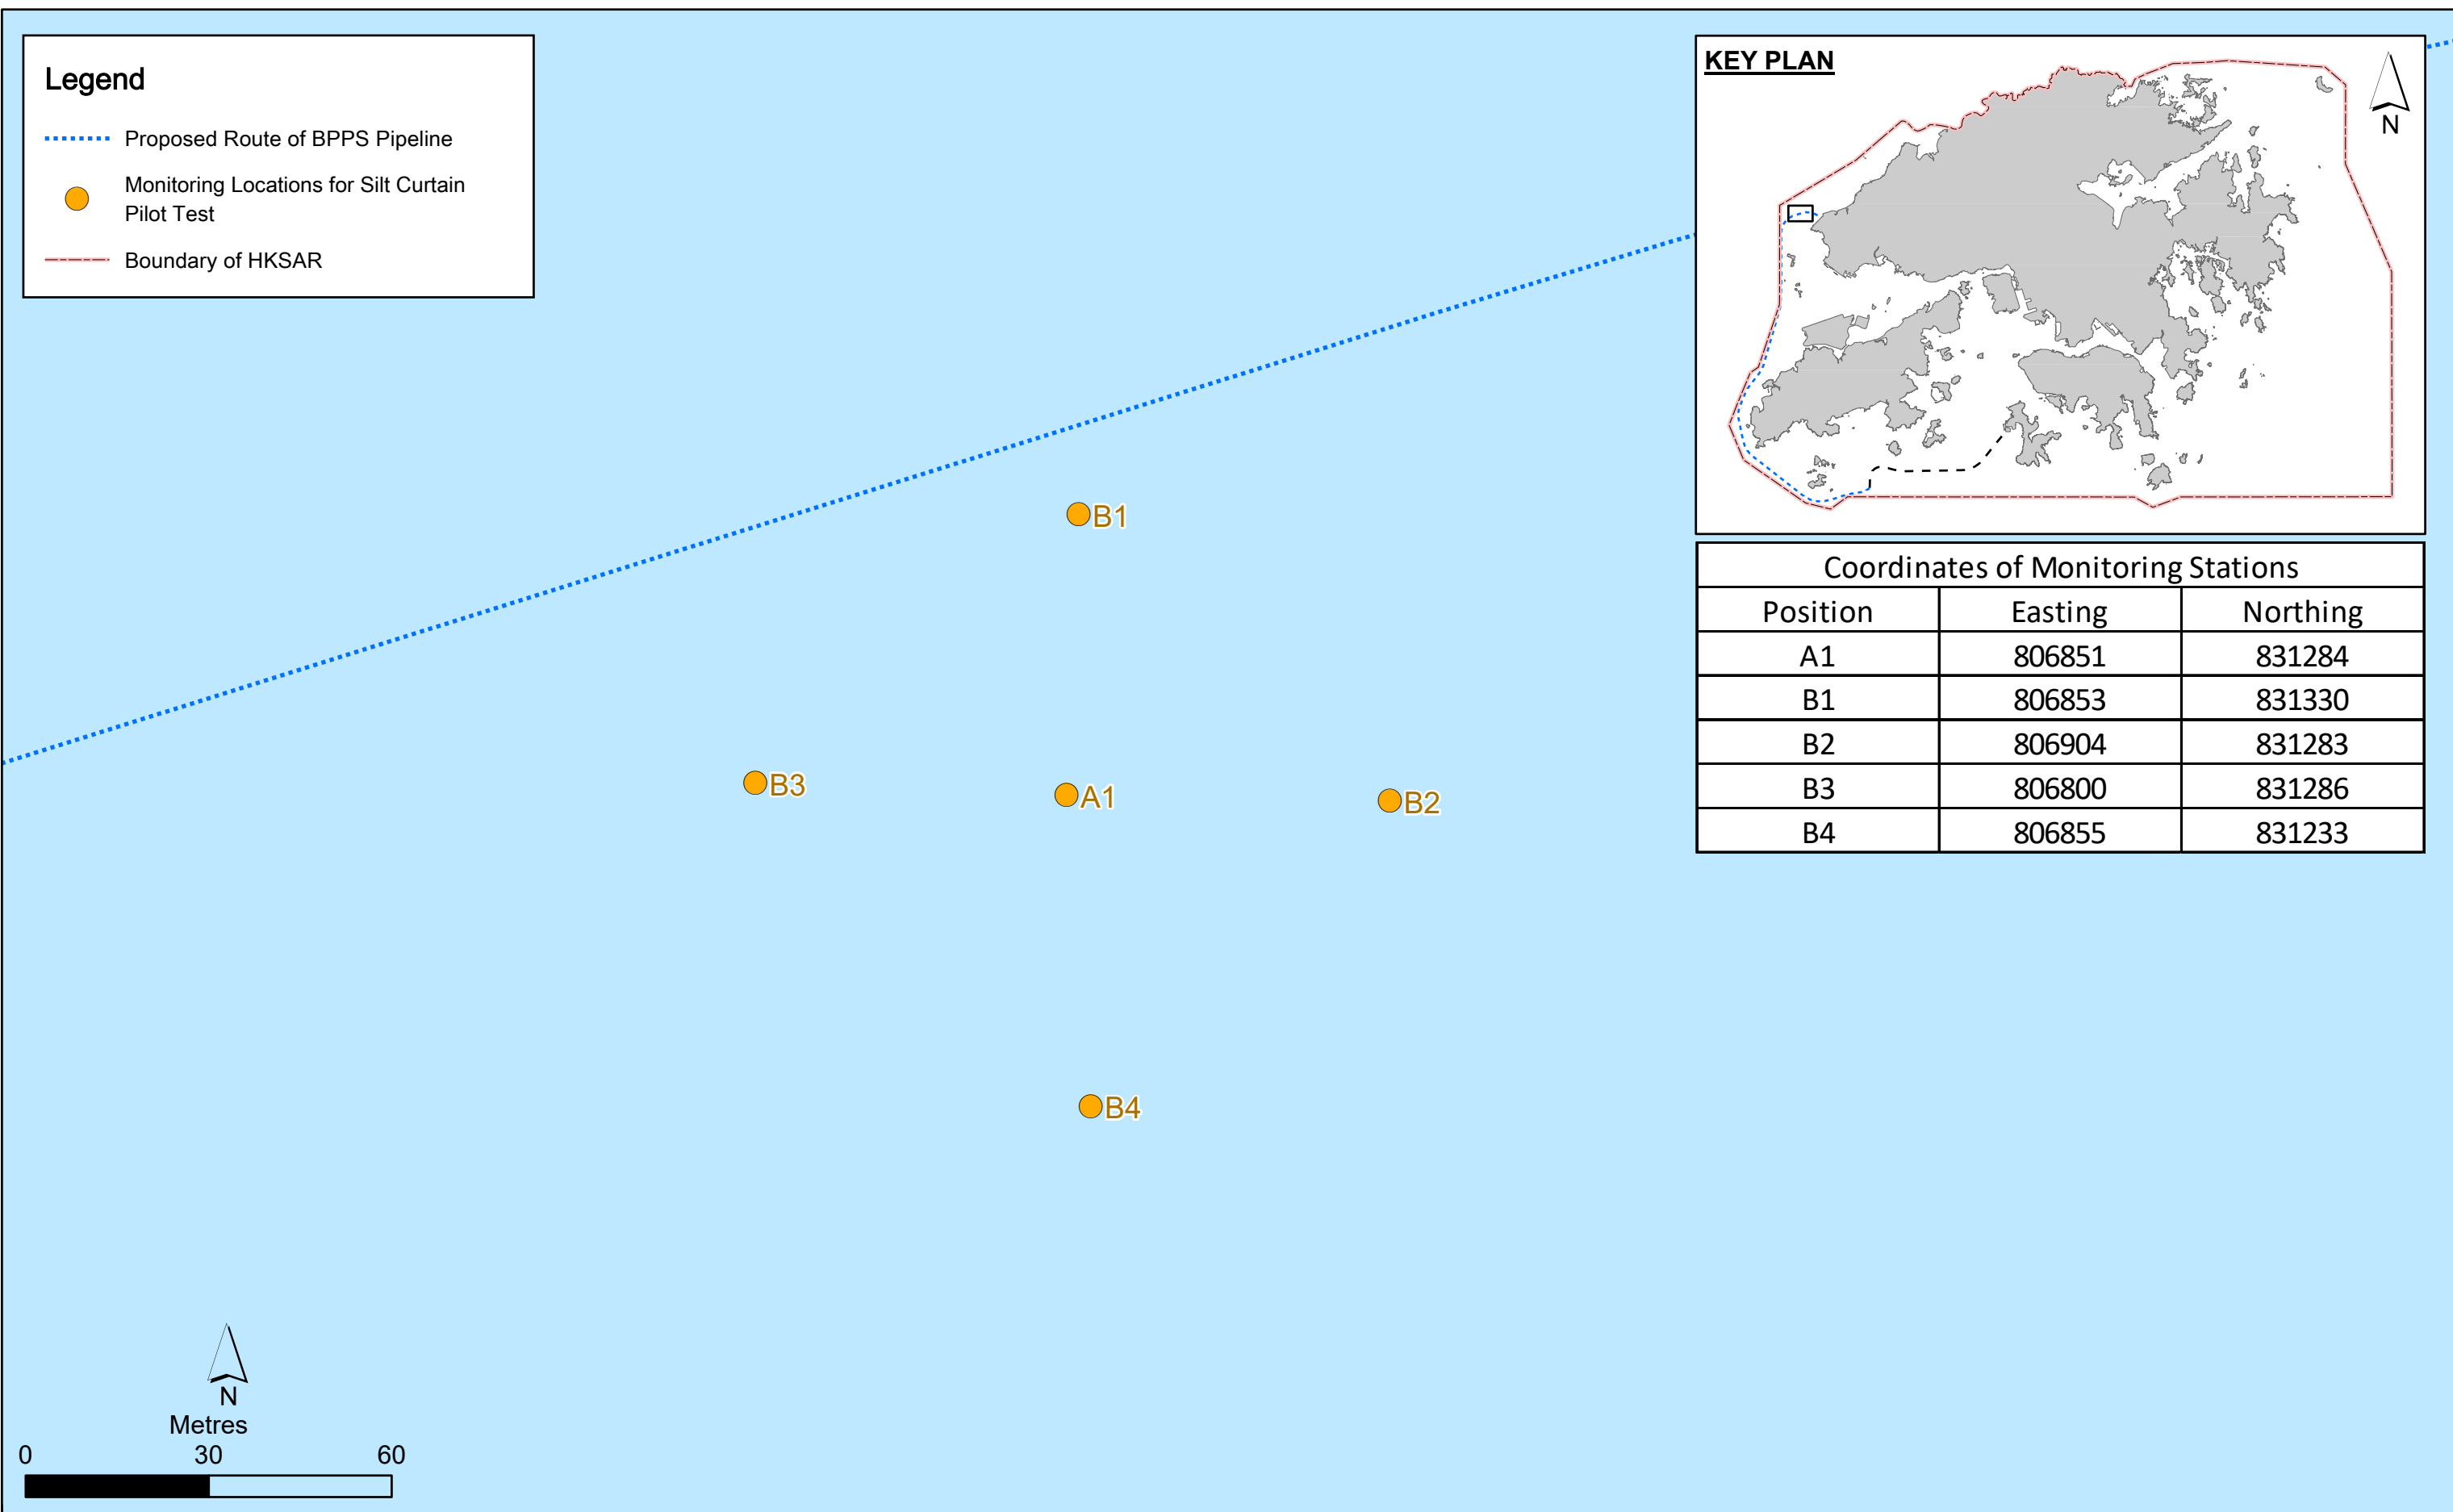 Legend
Proposed Route of BPPS Pipeline
Monitoring Locations for Silt Curtain
Pilot Test
Boundary of HKSAR
KEY PLAN
N
B1
B3
A1
B2
B4
Coordinates of Monitoring Stations
Position Easting Northing
A1 806851 831284
B1 806853 831330
B2 806904 831283
B3 806800 831286
B4 806855 831233
N
Metres
0 30 60